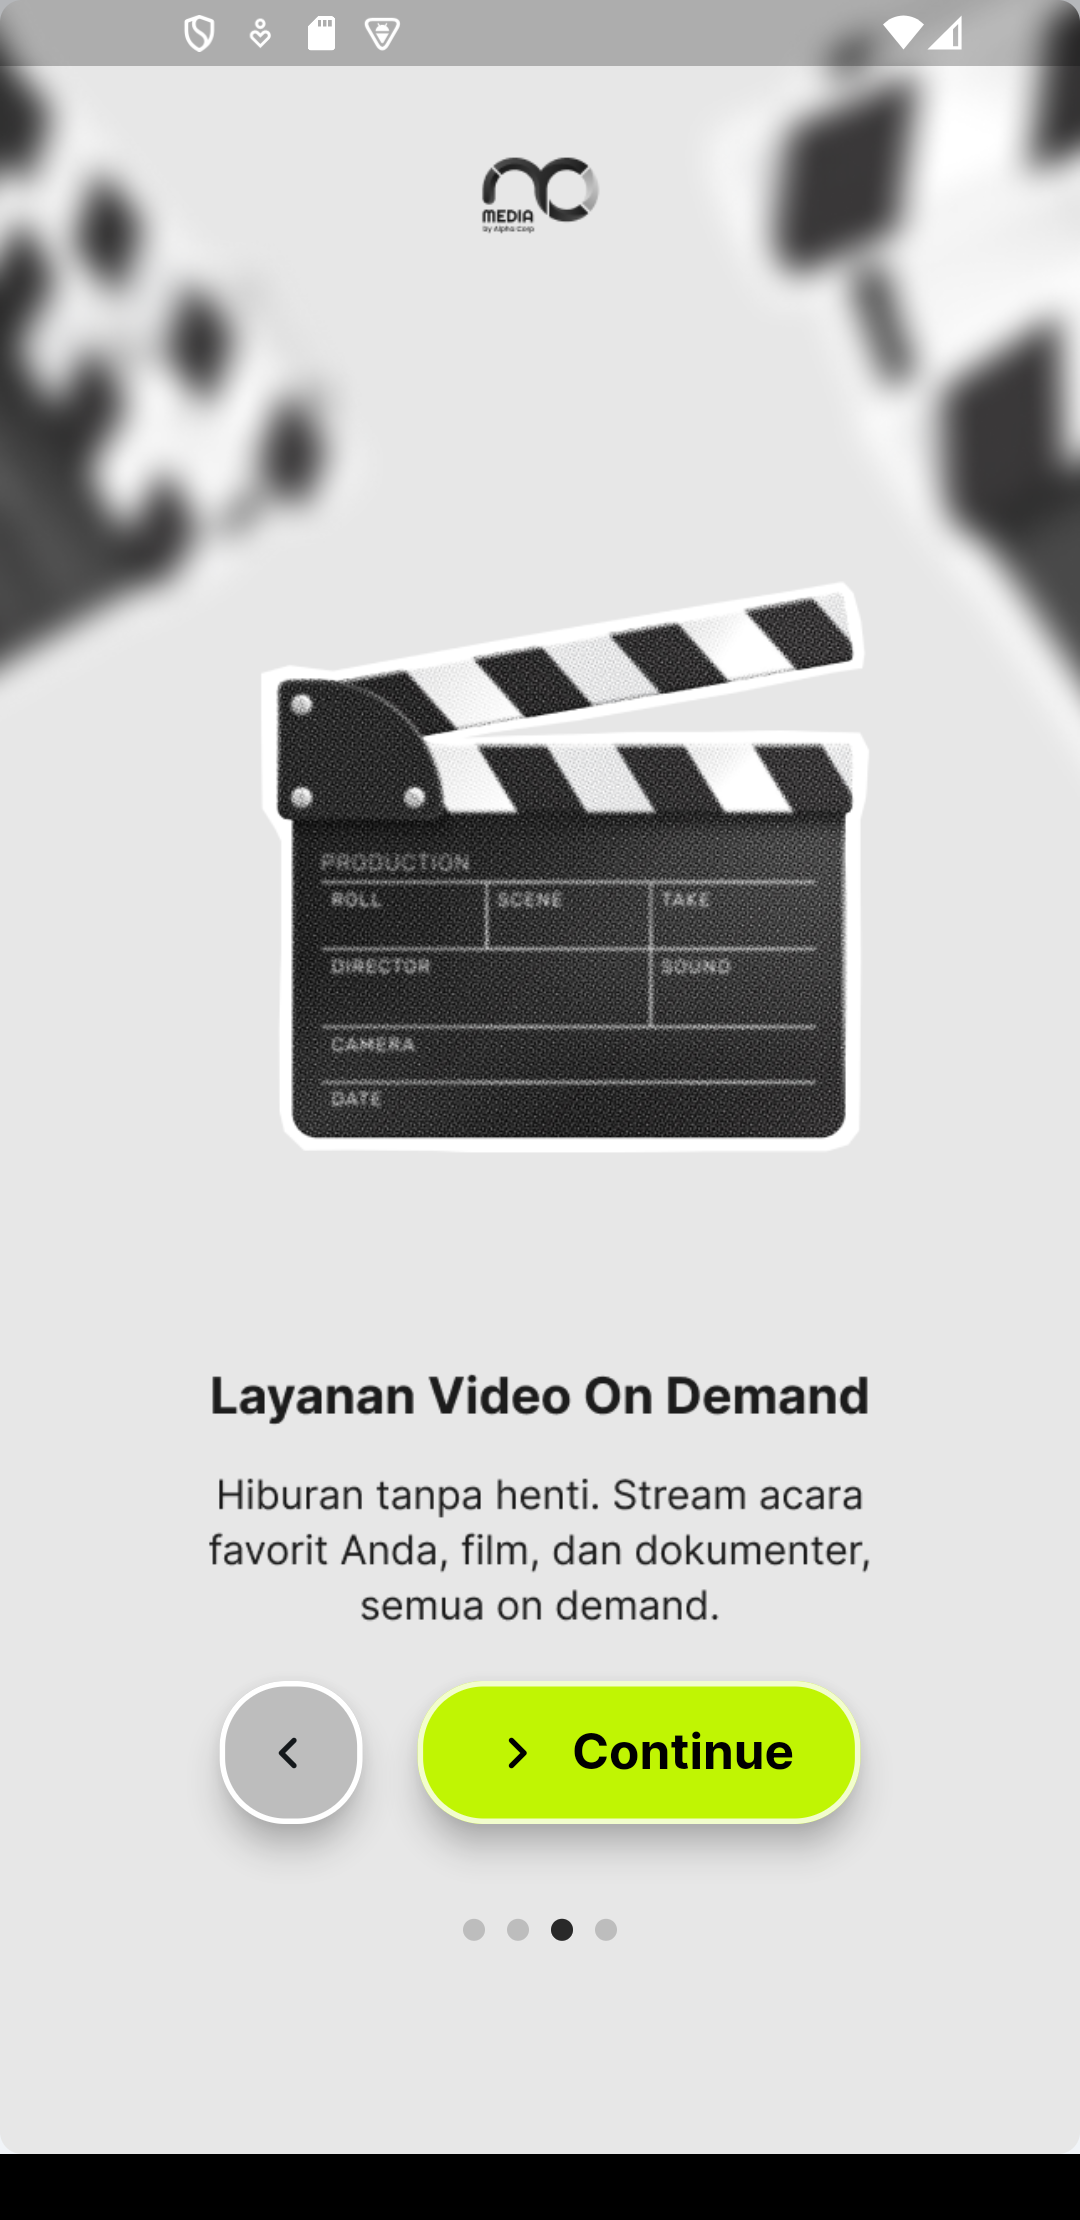 MEDIA
by Alpha Corp
PRODUCTION
ROLL SCENE TAKE
DIRECTOR SOUND
CAMERA
DATE
Layanan Video On Demand
Hiburan tanpa henti. Stream acara
favorit Anda, film, dan dokumenter,
semua on demand.
Continue